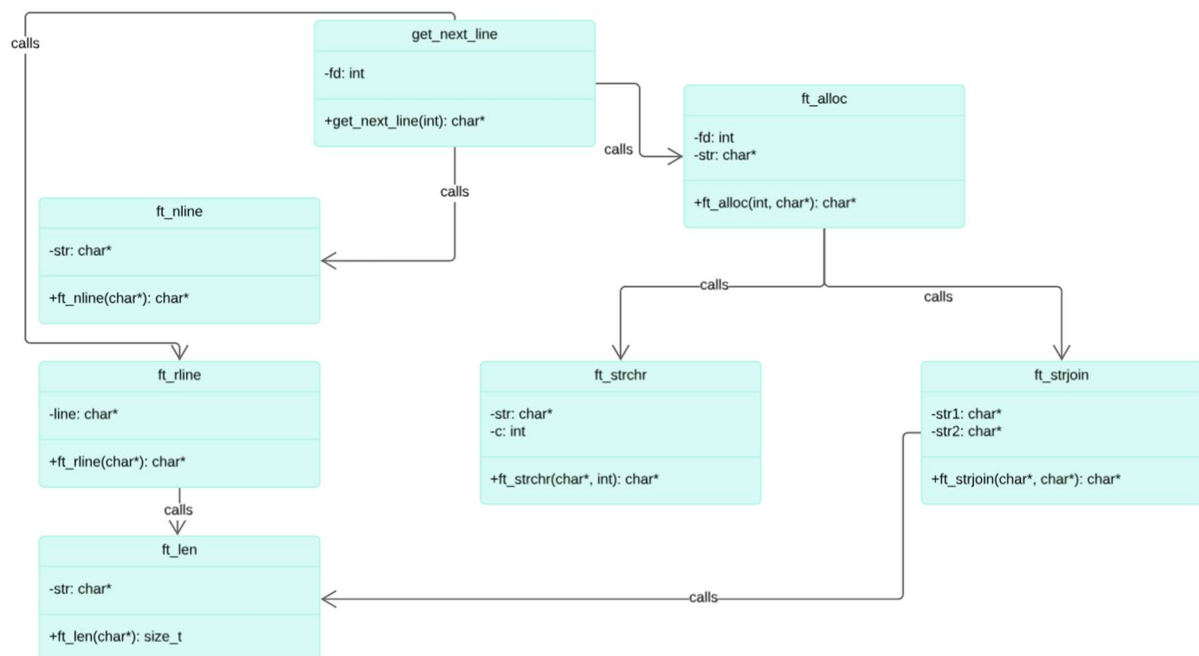 get_next_line
-fd: int
+get_next_line(int): char*
calls
calls
calls
ft_alloc
-fd: int
-str: char*
+ft_alloc(int, char*): char*
ft_nline
-str: char*
+ft_nline(char*): char*
calls
calls
ft_rline
-line: char*
+ft_rline(char*): char*
calls
ft_strchr
-str: char*
-c: int
+ft_strchr(char*, int): char*
ft_strjoin
-str1: char*
-str2: char*
+ft_strjoin(char*, char*): char*
ft_len
-str: char*
+ft_len(char*): size_t
calls